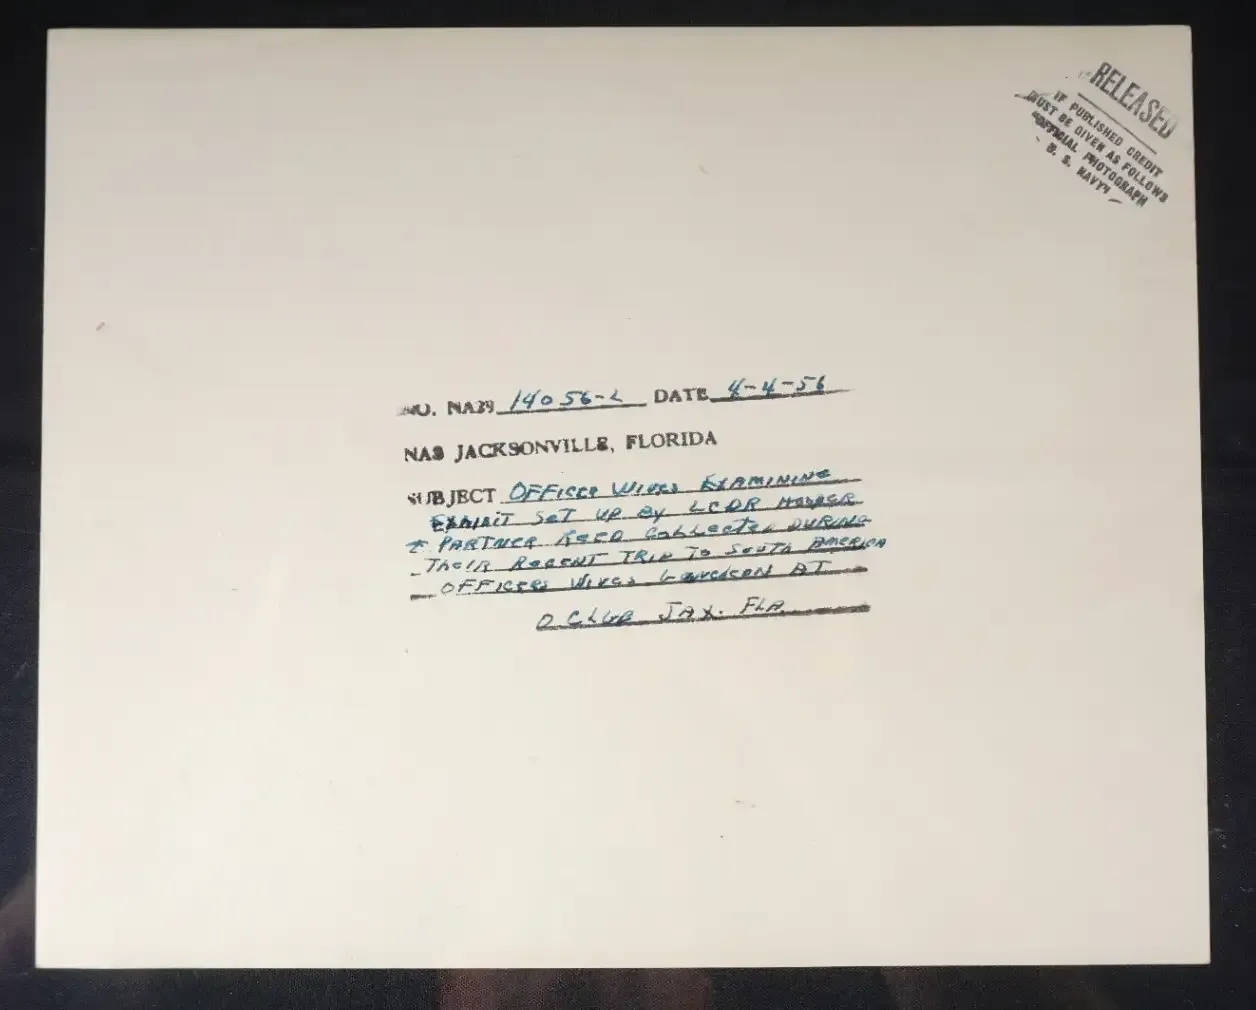 RELEASED
IF PUBLISHED CREDIT
MUST BE GIVEN AS FOLLOWS
"OFFICIAL PHOTOGRAPH
U. S. NAVY"
NO. NA29 14056-L DATE 4-4-56
NAS JACKSONVILLE, FLORIDA
SUBJECT OFFICER WIVES EXAMINING
EXHIBIT SET UP BY LCDR
& PARTNER REED COLLECTED DURING
THEIR RECENT TRIP TO SOUTH AMERICA
OFFICERS WIVES LUNCHEON AT
O CLUB JAX. FLA.